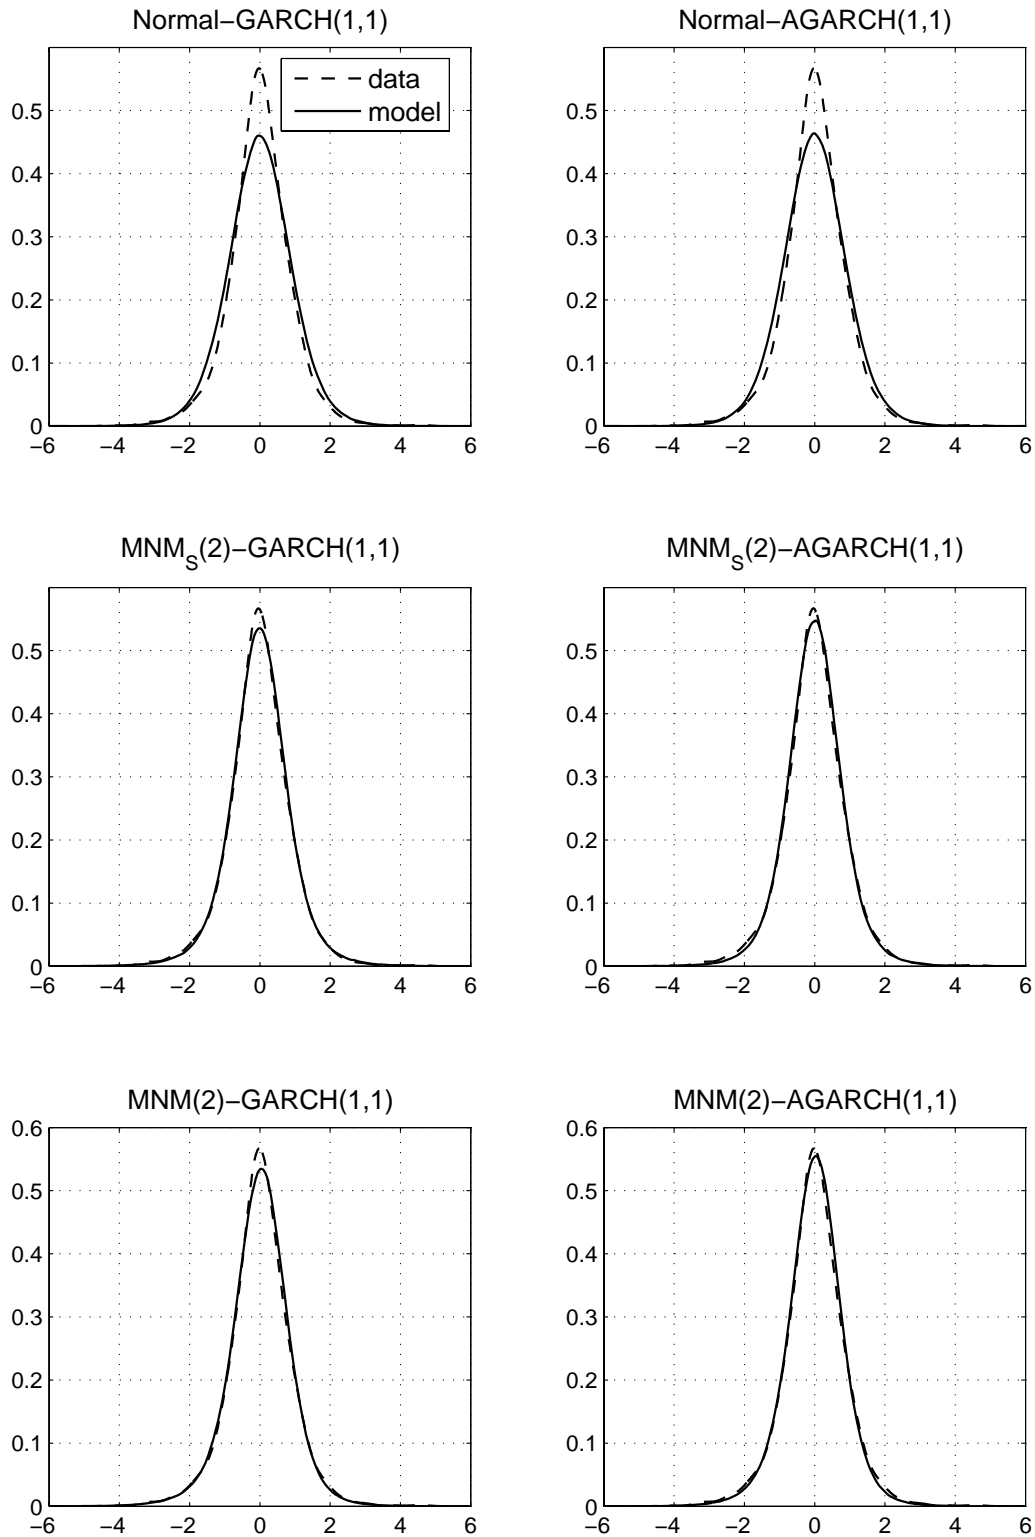 Normal−GARCH(1,1)
0.5
0.4
0.3
0.2
0.1
0
−6 −4 −2 0 2 4 6
data
model
Normal−AGARCH(1,1)
0.5
0.4
0.3
0.2
0.1
0
−6 −4 −2 0 2 4 6
MNM_S(2)−GARCH(1,1)
0.5
0.4
0.3
0.2
0.1
0
−6 −4 −2 0 2 4 6
MNM_S(2)−AGARCH(1,1)
0.5
0.4
0.3
0.2
0.1
0
−6 −4 −2 0 2 4 6
MNM(2)−GARCH(1,1)
0.6
0.5
0.4
0.3
0.2
0.1
0
−6 −4 −2 0 2 4 6
MNM(2)−AGARCH(1,1)
0.6
0.5
0.4
0.3
0.2
0.1
0
−6 −4 −2 0 2 4 6